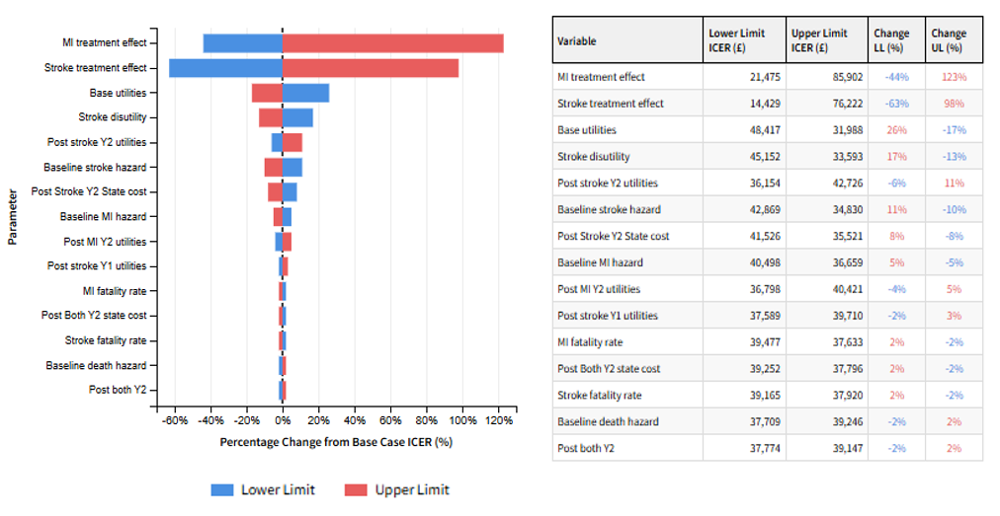 Parameter
MI treatment effect
Stroke treatment effect
Base utilities
Stroke disutility
Post stroke Y2 utilities
Baseline stroke hazard
Post Stroke Y2 State cost
Baseline MI hazard
Post MI Y2 utilities
Post stroke Y1 utilities
MI fatality rate
Post Both Y2 state cost
Stroke fatality rate
Baseline death hazard
Post both Y2
-60% -40% -20% 0% 20% 40% 60% 80% 100% 120%
Percentage Change from Base Case ICER (%)
Lower Limit Upper Limit
Variable Lower Limit ICER (£) Upper Limit ICER (£) Change LL (%) Change UL (%)
MI treatment effect 21,475 85,902 -44% 123%
Stroke treatment effect 14,429 76,222 -63% 98%
Base utilities 48,417 31,988 26% -17%
Stroke disutility 45,152 33,593 17% -13%
Post stroke Y2 utilities 36,154 42,726 -6% 11%
Baseline stroke hazard 42,869 34,830 11% -10%
Post Stroke Y2 State cost 41,526 35,521 8% -8%
Baseline MI hazard 40,498 36,659 5% -5%
Post MI Y2 utilities 36,798 40,421 -4% 5%
Post stroke Y1 utilities 37,589 39,710 -2% 3%
MI fatality rate 39,477 37,633 2% -2%
Post Both Y2 state cost 39,252 37,796 2% -2%
Stroke fatality rate 39,165 37,920 2% -2%
Baseline death hazard 37,709 39,246 -2% 2%
Post both Y2 37,774 39,147 -2% 2%